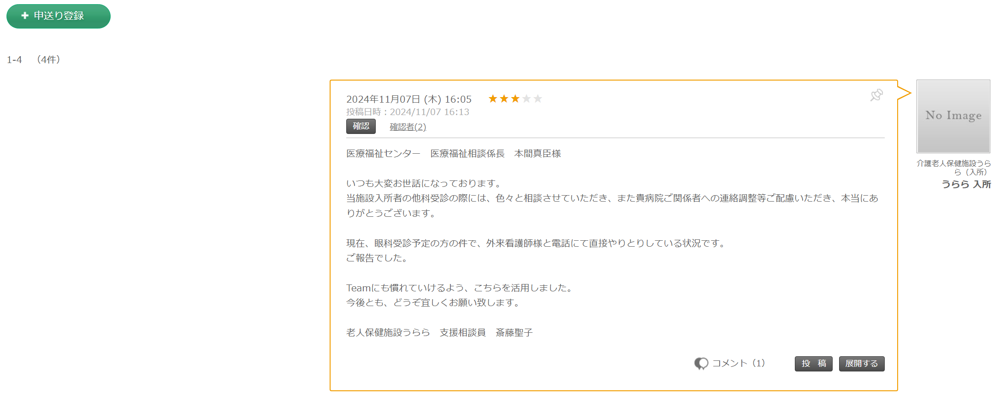 申送り登録
1-4　（4件）
2024年11月07日 (木) 16:05
投稿日時：2024/11/07 16:13
確認　確認者(2)
医療福祉センター　医療福祉相談係長　本間真臣様
いつも大変お世話になっております。
当施設入所者の他科受診の際には、色々と相談させていただき、また貴病院ご関係者への連絡調整等ご配慮いただき、本当にあ
りがとうございます。
現在、眼科受診予定の方の件で、外来看護師様と電話にて直接やりとりしている状況です。
ご報告でした。
Teamにも慣れていけるよう、こちらを活用しました。
今後とも、どうぞ宜しくお願い致します。
老人保健施設うらら　支援相談員　斎藤聖子
コメント（1）　投　稿　展開する
No Image
介護老人保健施設うら
ら（入所）
うらら 入所